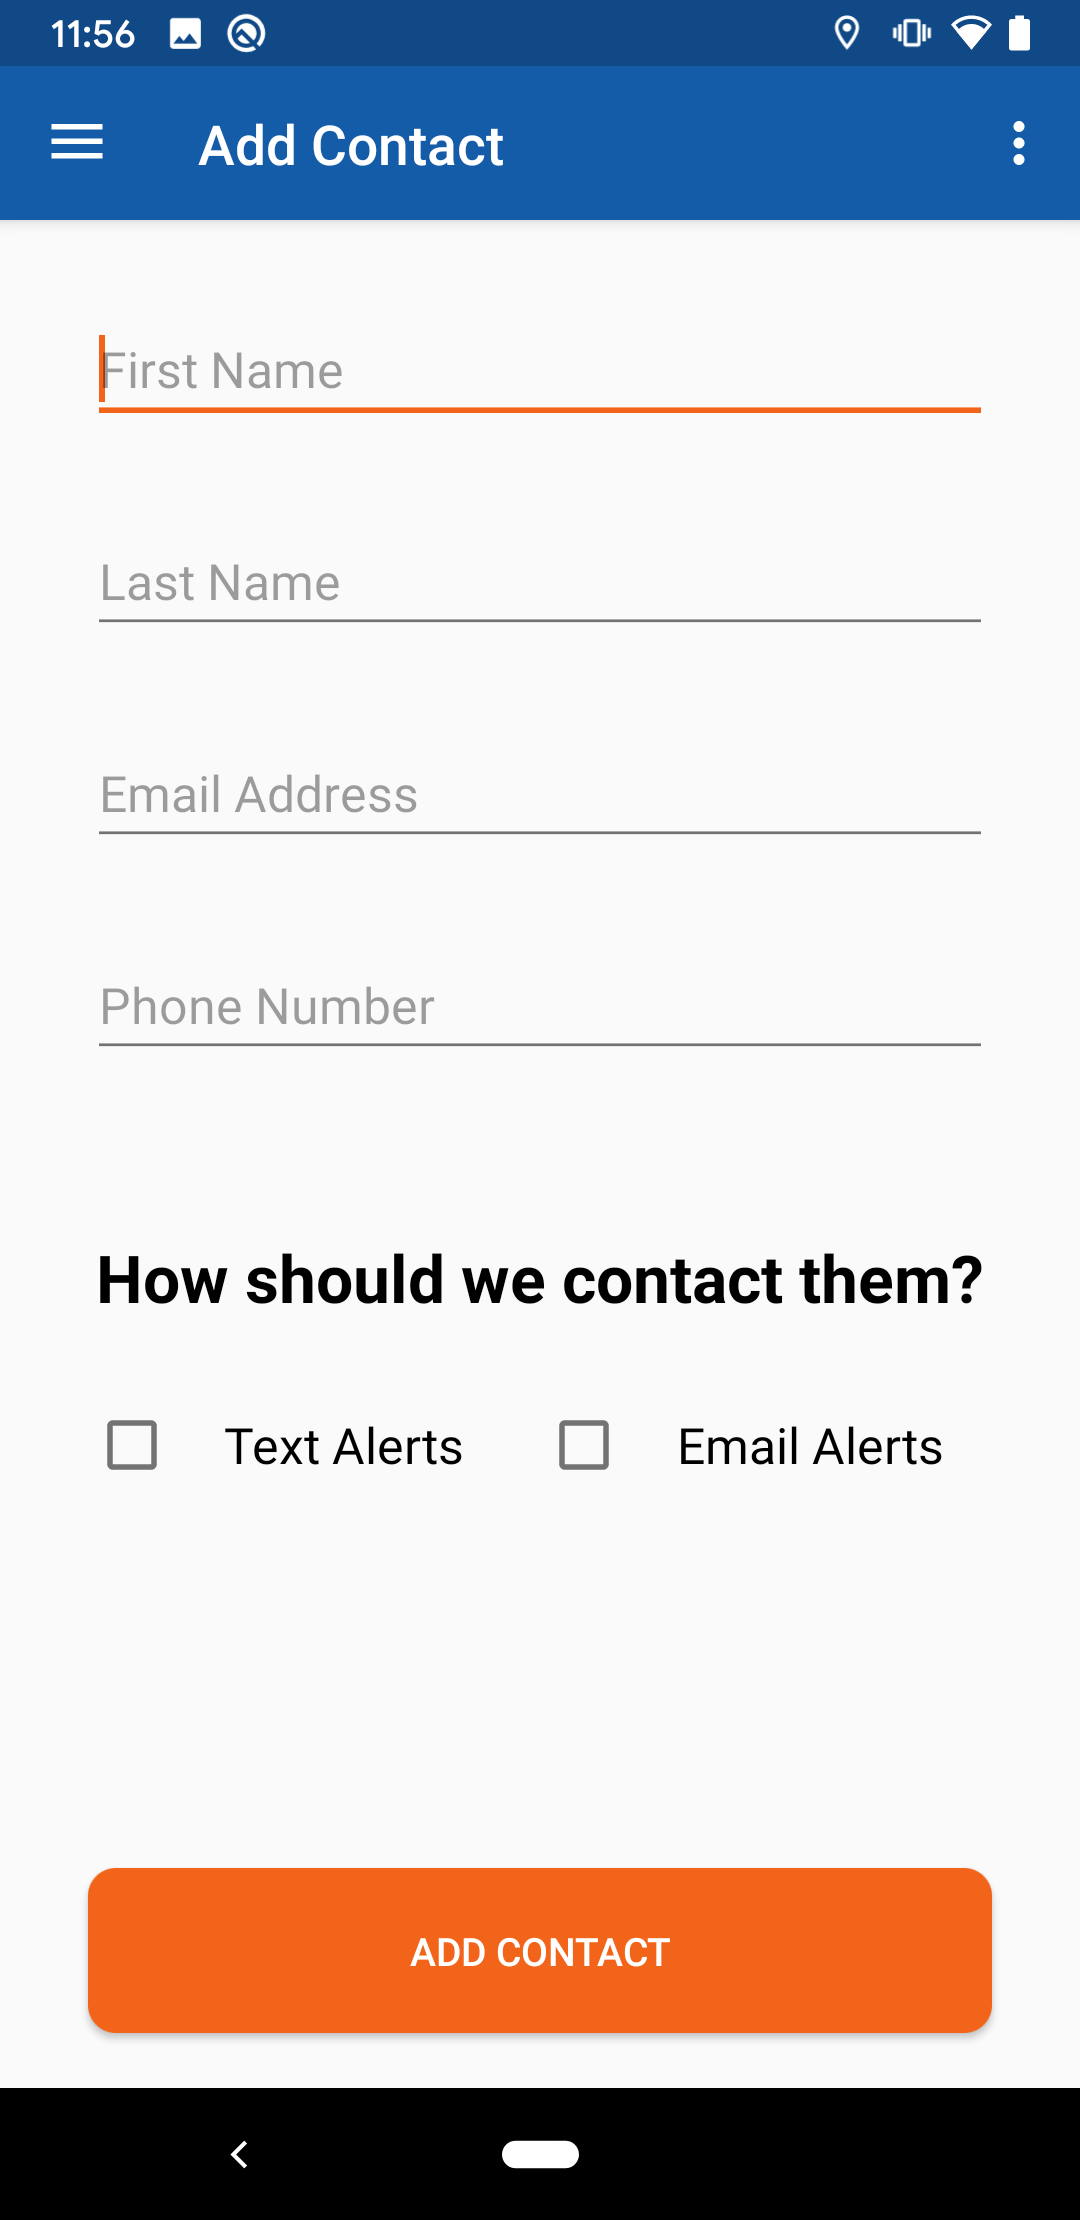 11:56
Add Contact
First Name
Last Name
Email Address
Phone Number
How should we contact them?
Text Alerts
Email Alerts
ADD CONTACT